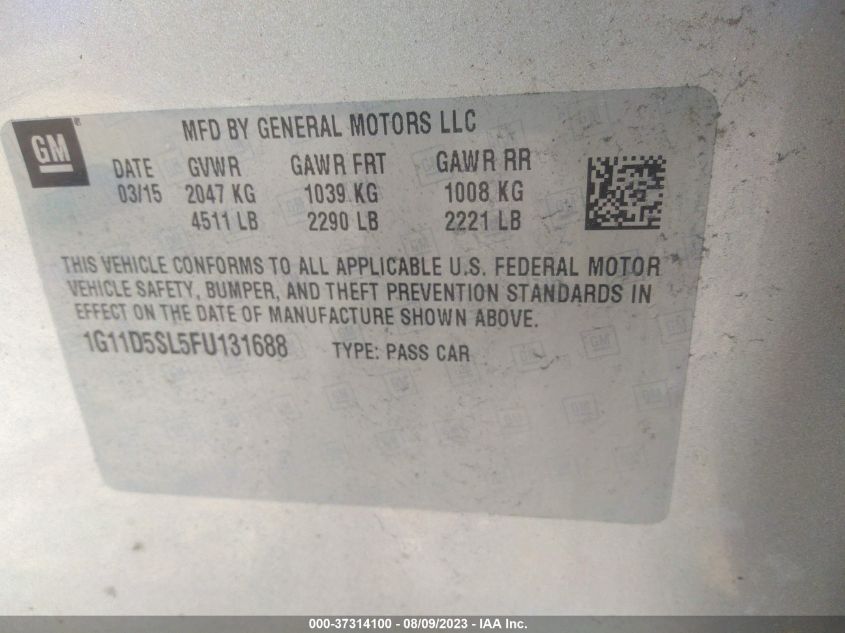 GM
MFD BY GENERAL MOTORS LLC
DATE GVWR GAWR FRT GAWR RR
03/15 2047 KG 1039 KG 1008 KG
4511 LB 2290 LB 2221 LB
THIS VEHICLE CONFORMS TO ALL APPLICABLE U.S. FEDERAL MOTOR
VEHICLE SAFETY, BUMPER, AND THEFT PREVENTION STANDARDS IN
EFFECT ON THE DATE OF MANUFACTURE SHOWN ABOVE.
1G11D5SL5FU131688 TYPE: PASS CAR
000-37314100 - 08/09/2023 - IAA Inc.